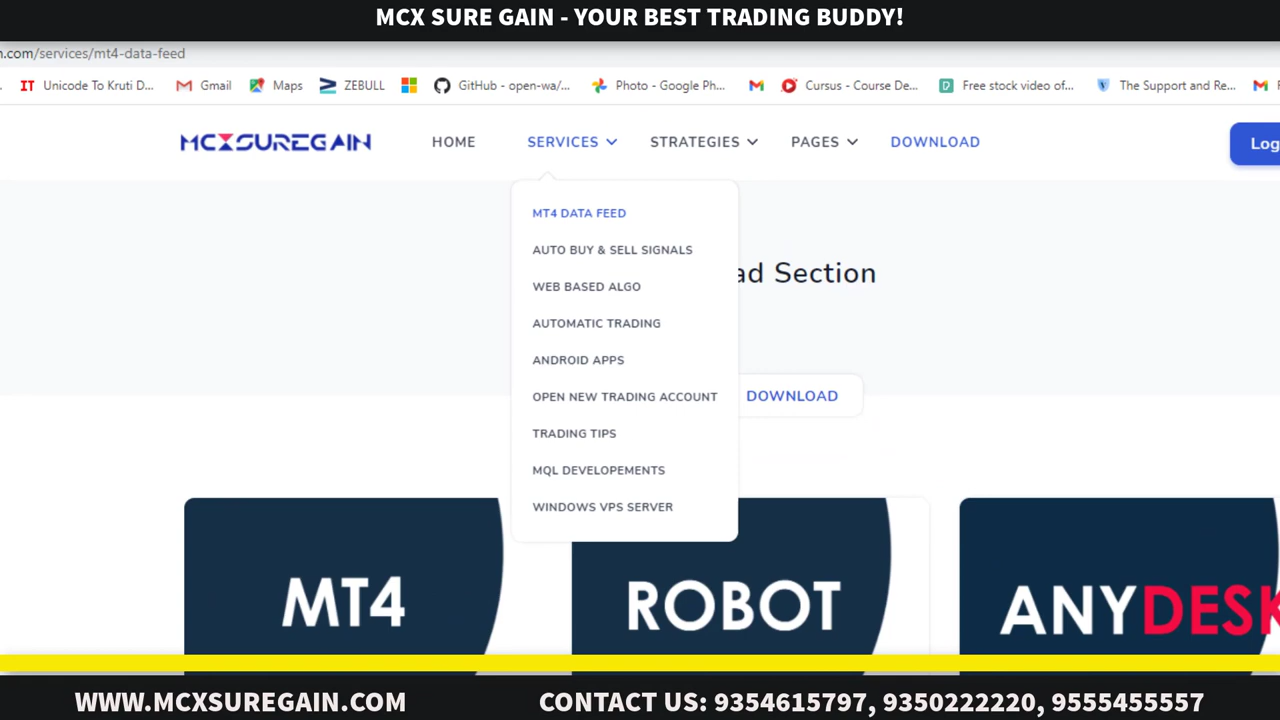 MCX SURE GAIN - YOUR BEST TRADING BUDDY!
n.com/services/mt4-data-feed
Unicode To Kruti D... Gmail Maps ZEBULL GitHub - open-wa/... Photo - Google Ph... Cursus - Course De... Free stock video of... The Support and Re...
MCXSUREGAIN HOME SERVICES STRATEGIES PAGES DOWNLOAD Log
MT4 DATA FEED
AUTO BUY & SELL SIGNALS
ad Section
WEB BASED ALGO
AUTOMATIC TRADING
ANDROID APPS
OPEN NEW TRADING ACCOUNT
DOWNLOAD
TRADING TIPS
MQL DEVELOPEMENTS
WINDOWS VPS SERVER
MT4 ROBOT ANYDESK
WWW.MCXSUREGAIN.COM CONTACT US: 9354615797, 9350222220, 9555455557